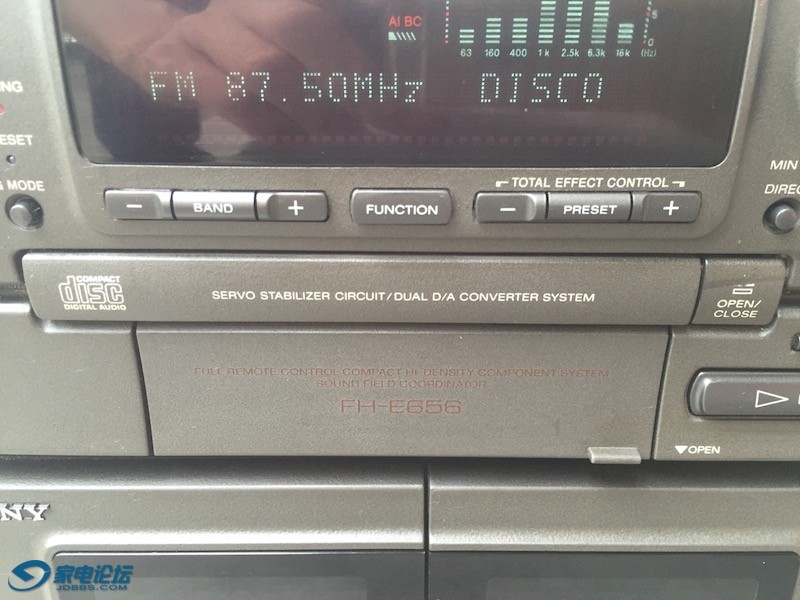 AI BC
5
0
63 160 400 1k 2.5k 6.3k 16k (Hz)
FM 87.50MHz DISCO
NG
ESET
G MODE
MIN
DIREC
TOTAL EFFECT CONTROL
− BAND +
FUNCTION
− PRESET +
COMPACT
disc
DIGITAL AUDIO
SERVO STABILIZER CIRCUIT/DUAL D/A CONVERTER SYSTEM
OPEN/
CLOSE
FULL REMOTE CONTROL COMPACT HI-DENSITY COMPONENT SYSTEM
SOUND FIELD COORDINATOR
FH-E656
▼OPEN
NY
家电论坛
JDBBS.COM